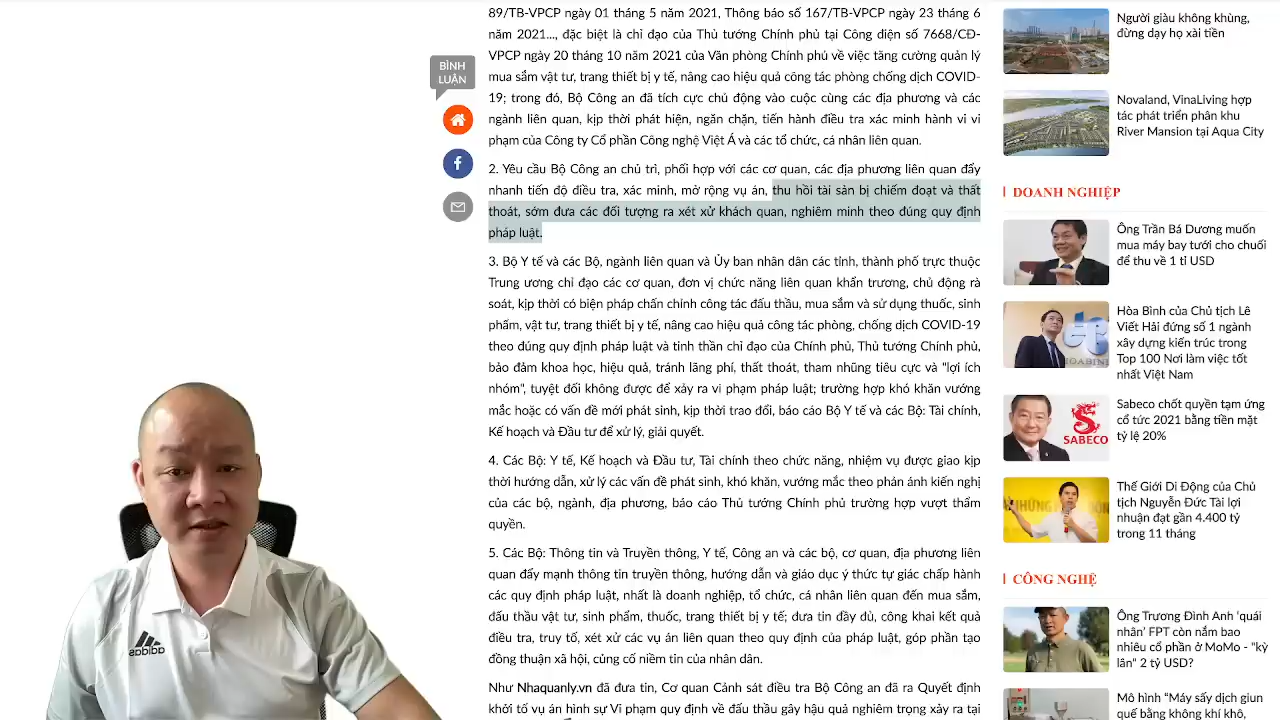 89/TB-VPCP ngày 01 tháng 5 năm 2021, Thông báo số 167/TB-VPCP ngày 23 tháng 6
năm 2021..., đặc biệt là chỉ đạo của Thủ tướng Chính phủ tại Công điện số 7668/CĐ-
VPCP ngày 20 tháng 10 năm 2021 của Văn phòng Chính phủ về việc tăng cường quản lý
mua sắm vật tư, trang thiết bị y tế, nâng cao hiệu quả công tác phòng chống dịch COVID-
19; trong đó, Bộ Công an đã tích cực chủ động vào cuộc cùng các địa phương và các
ngành liên quan, kịp thời phát hiện, ngăn chặn, tiến hành điều tra xác minh hành vi vi
phạm của Công ty Cổ phần Công nghệ Việt Á và các tổ chức, cá nhân liên quan.
2. Yêu cầu Bộ Công an chủ trì, phối hợp với các cơ quan, các địa phương liên quan đẩy
nhanh tiến độ điều tra, xác minh, mở rộng vụ án, thu hồi tài sản bị chiếm đoạt và thất
thoát, sớm đưa các đối tượng ra xét xử khách quan, nghiêm minh theo đúng quy định
pháp luật.
3. Bộ Y tế và các Bộ, ngành liên quan và Ủy ban nhân dân các tỉnh, thành phố trực thuộc
Trung ương chỉ đạo các cơ quan, đơn vị chức năng liên quan khẩn trương, chủ động rà
soát, kịp thời có biện pháp chấn chỉnh công tác đấu thầu, mua sắm và sử dụng thuốc, sinh
phẩm, vật tư, trang thiết bị y tế, nâng cao hiệu quả công tác phòng, chống dịch COVID-19
theo đúng quy định pháp luật và tinh thần chỉ đạo của Chính phủ, Thủ tướng Chính phủ,
bảo đảm khoa học, hiệu quả, tránh lãng phí, thất thoát, tham nhũng tiêu cực và "lợi ích
nhóm", tuyệt đối không được để xảy ra vi phạm pháp luật; trường hợp khó khăn vướng
mắc hoặc có vấn đề mới phát sinh, kịp thời trao đổi, báo cáo Bộ Y tế và các Bộ: Tài chính,
Kế hoạch và Đầu tư để xử lý, giải quyết.
4. Các Bộ: Y tế, Kế hoạch và Đầu tư, Tài chính theo chức năng, nhiệm vụ được giao kịp
thời hướng dẫn, xử lý các vấn đề phát sinh, khó khăn, vướng mắc theo phản ánh kiến nghị
của các bộ, ngành, địa phương, báo cáo Thủ tướng Chính phủ trường hợp vượt thẩm
quyền.
5. Các Bộ: Thông tin và Truyền thông, Y tế, Công an và các bộ, cơ quan, địa phương liên
quan đẩy mạnh thông tin truyền thông, hướng dẫn và giáo dục ý thức tự giác chấp hành
các quy định pháp luật, nhất là doanh nghiệp, tổ chức, cá nhân liên quan đến mua sắm,
đấu thầu vật tư, sinh phẩm, thuốc, trang thiết bị y tế; đưa tin đầy đủ, công khai kết quả
điều tra, truy tố, xét xử các vụ án liên quan theo quy định của pháp luật, góp phần tạo
đồng thuận xã hội, củng cố niềm tin của nhân dân.
Như Nhaquanly.vn đã đưa tin, Cơ quan Cảnh sát điều tra Bộ Công an đã ra Quyết định
khởi tố vụ án hình sự Vi phạm quy định về đấu thầu gây hậu quả nghiêm trọng xảy ra tại
BÌNH
LUẬN
adidas
Người giàu không khùng,
đừng dạy họ xài tiền
Novaland, VinaLiving hợp
tác phát triển phân khu
River Mansion tại Aqua City
DOANH NGHIỆP
Ông Trần Bá Dương muốn
mua máy bay tưới cho chuối
để thu về 1 tỉ USD
Hòa Bình của Chủ tịch Lê
Viết Hải đứng số 1 ngành
xây dựng kiến trúc trong
Top 100 Nơi làm việc tốt
nhất Việt Nam
Sabeco chốt quyền tạm ứng
cổ tức 2021 bằng tiền mặt
tỷ lệ 20%
SABECO
Thế Giới Di Động của Chủ
tịch Nguyễn Đức Tài lợi
nhuận đạt gần 4.400 tỷ
trong 11 tháng
CÔNG NGHỆ
Ông Trương Đình Anh 'quái
nhân' FPT còn nắm bao
nhiêu cổ phần ở MoMo - "kỳ
lân" 2 tỷ USD?
Mô hình “Máy sấy dịch giun
quế bằng không khí khô,